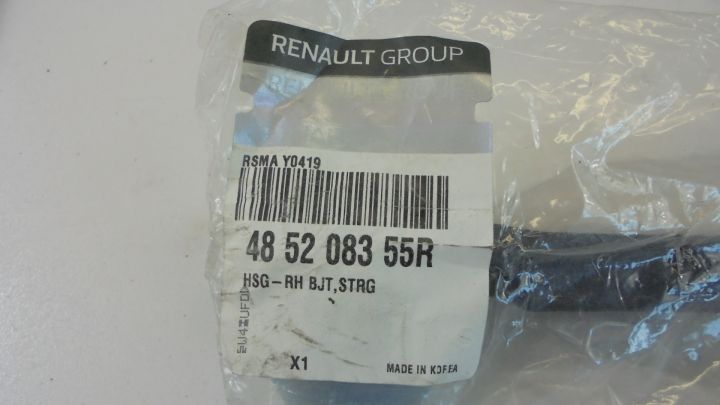 RENAULT GROUP
RSMA Y0419
48 52 083 55R
HSG-RH BJT,STRG
X1
MADE IN KOREA